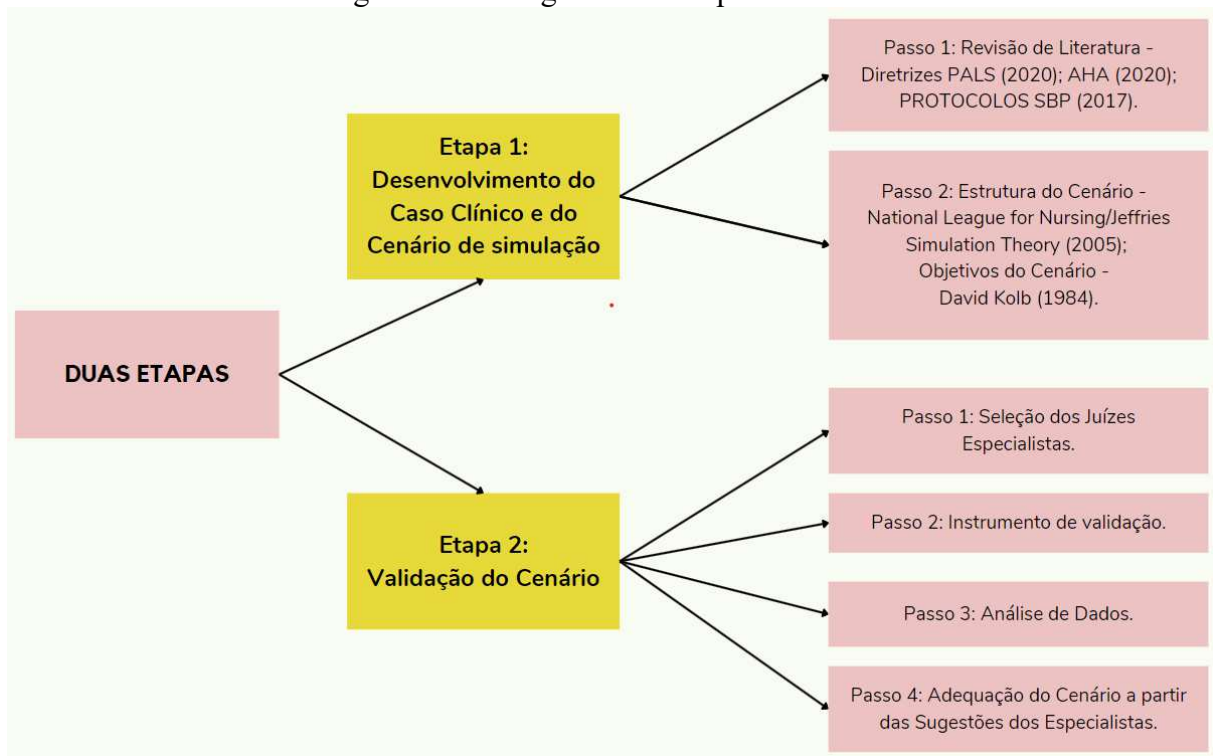 DUAS ETAPAS
Etapa 1:
Desenvolvimento do
Caso Clínico e do
Cenário de simulação
Passo 1: Revisão de Literatura -
Diretrizes PALS (2020); AHA (2020);
PROTOCOLOS SBP (2017).
Passo 2: Estrutura do Cenário -
National League for Nursing/Jeffries
Simulation Theory (2005);
Objetivos do Cenário -
David Kolb (1984).
Etapa 2:
Validação do Cenário
Passo 1: Seleção dos Juízes
Especialistas.
Passo 2: Instrumento de validação.
Passo 3: Análise de Dados.
Passo 4: Adequação do Cenário a partir
das Sugestões dos Especialistas.